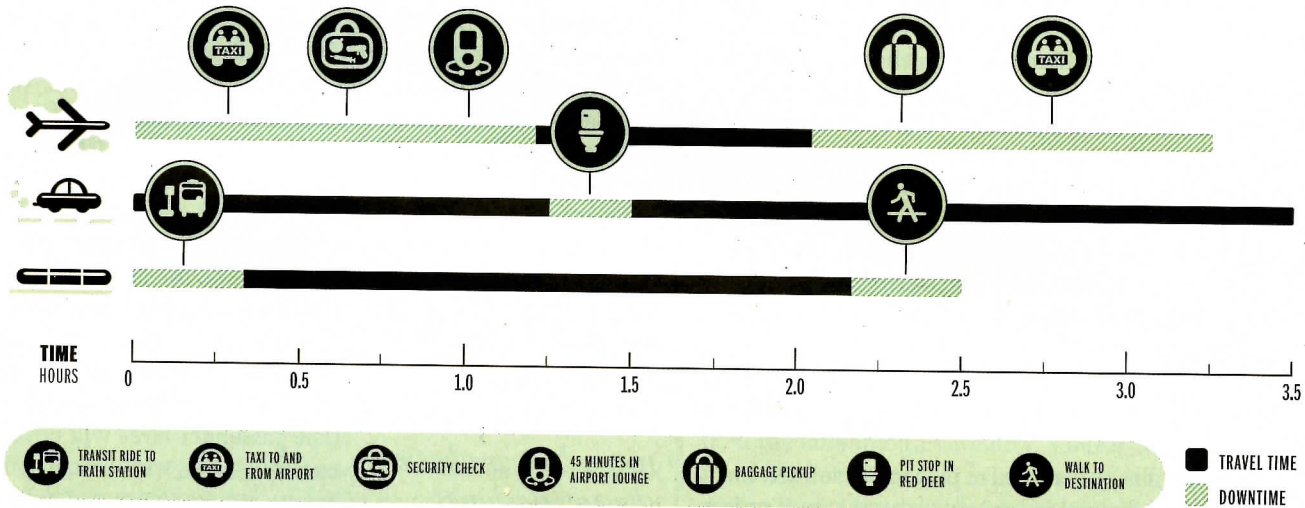 TAXI
TAXI
TIME
HOURS
0
0.5
1.0
1.5
2.0
2.5
3.0
3.5
TRANSIT RIDE TO
TRAIN STATION
TAXI
TAXI TO AND
FROM AIRPORT
SECURITY CHECK
45 MINUTES IN
AIRPORT LOUNGE
BAGGAGE PICKUP
PIT STOP IN
RED DEER
WALK TO
DESTINATION
TRAVEL TIME
DOWNTIME